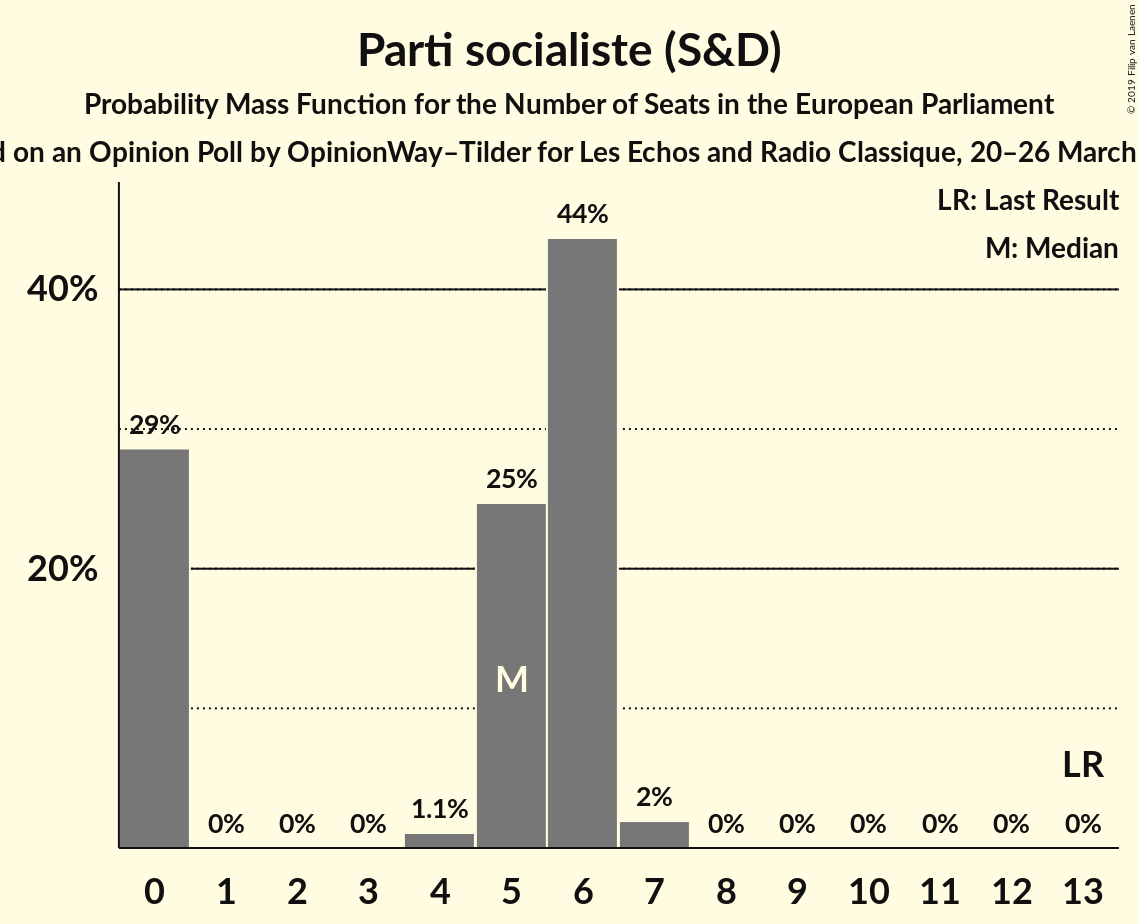 Parti socialiste (S&D)
Probability Mass Function for the Number of Seats in the European Parliament
on an Opinion Poll by OpinionWay–Tilder for Les Echos and Radio Classique, 20–26 March
© 2019 Filip van Laenen
LR: Last Result
M: Median
44%
40%
29%
25%
20%
M
LR
1.1%
2%
0% 0% 0% 0% 0% 0% 0% 0% 0%
0 1 2 3 4 5 6 7 8 9 10 11 12 13